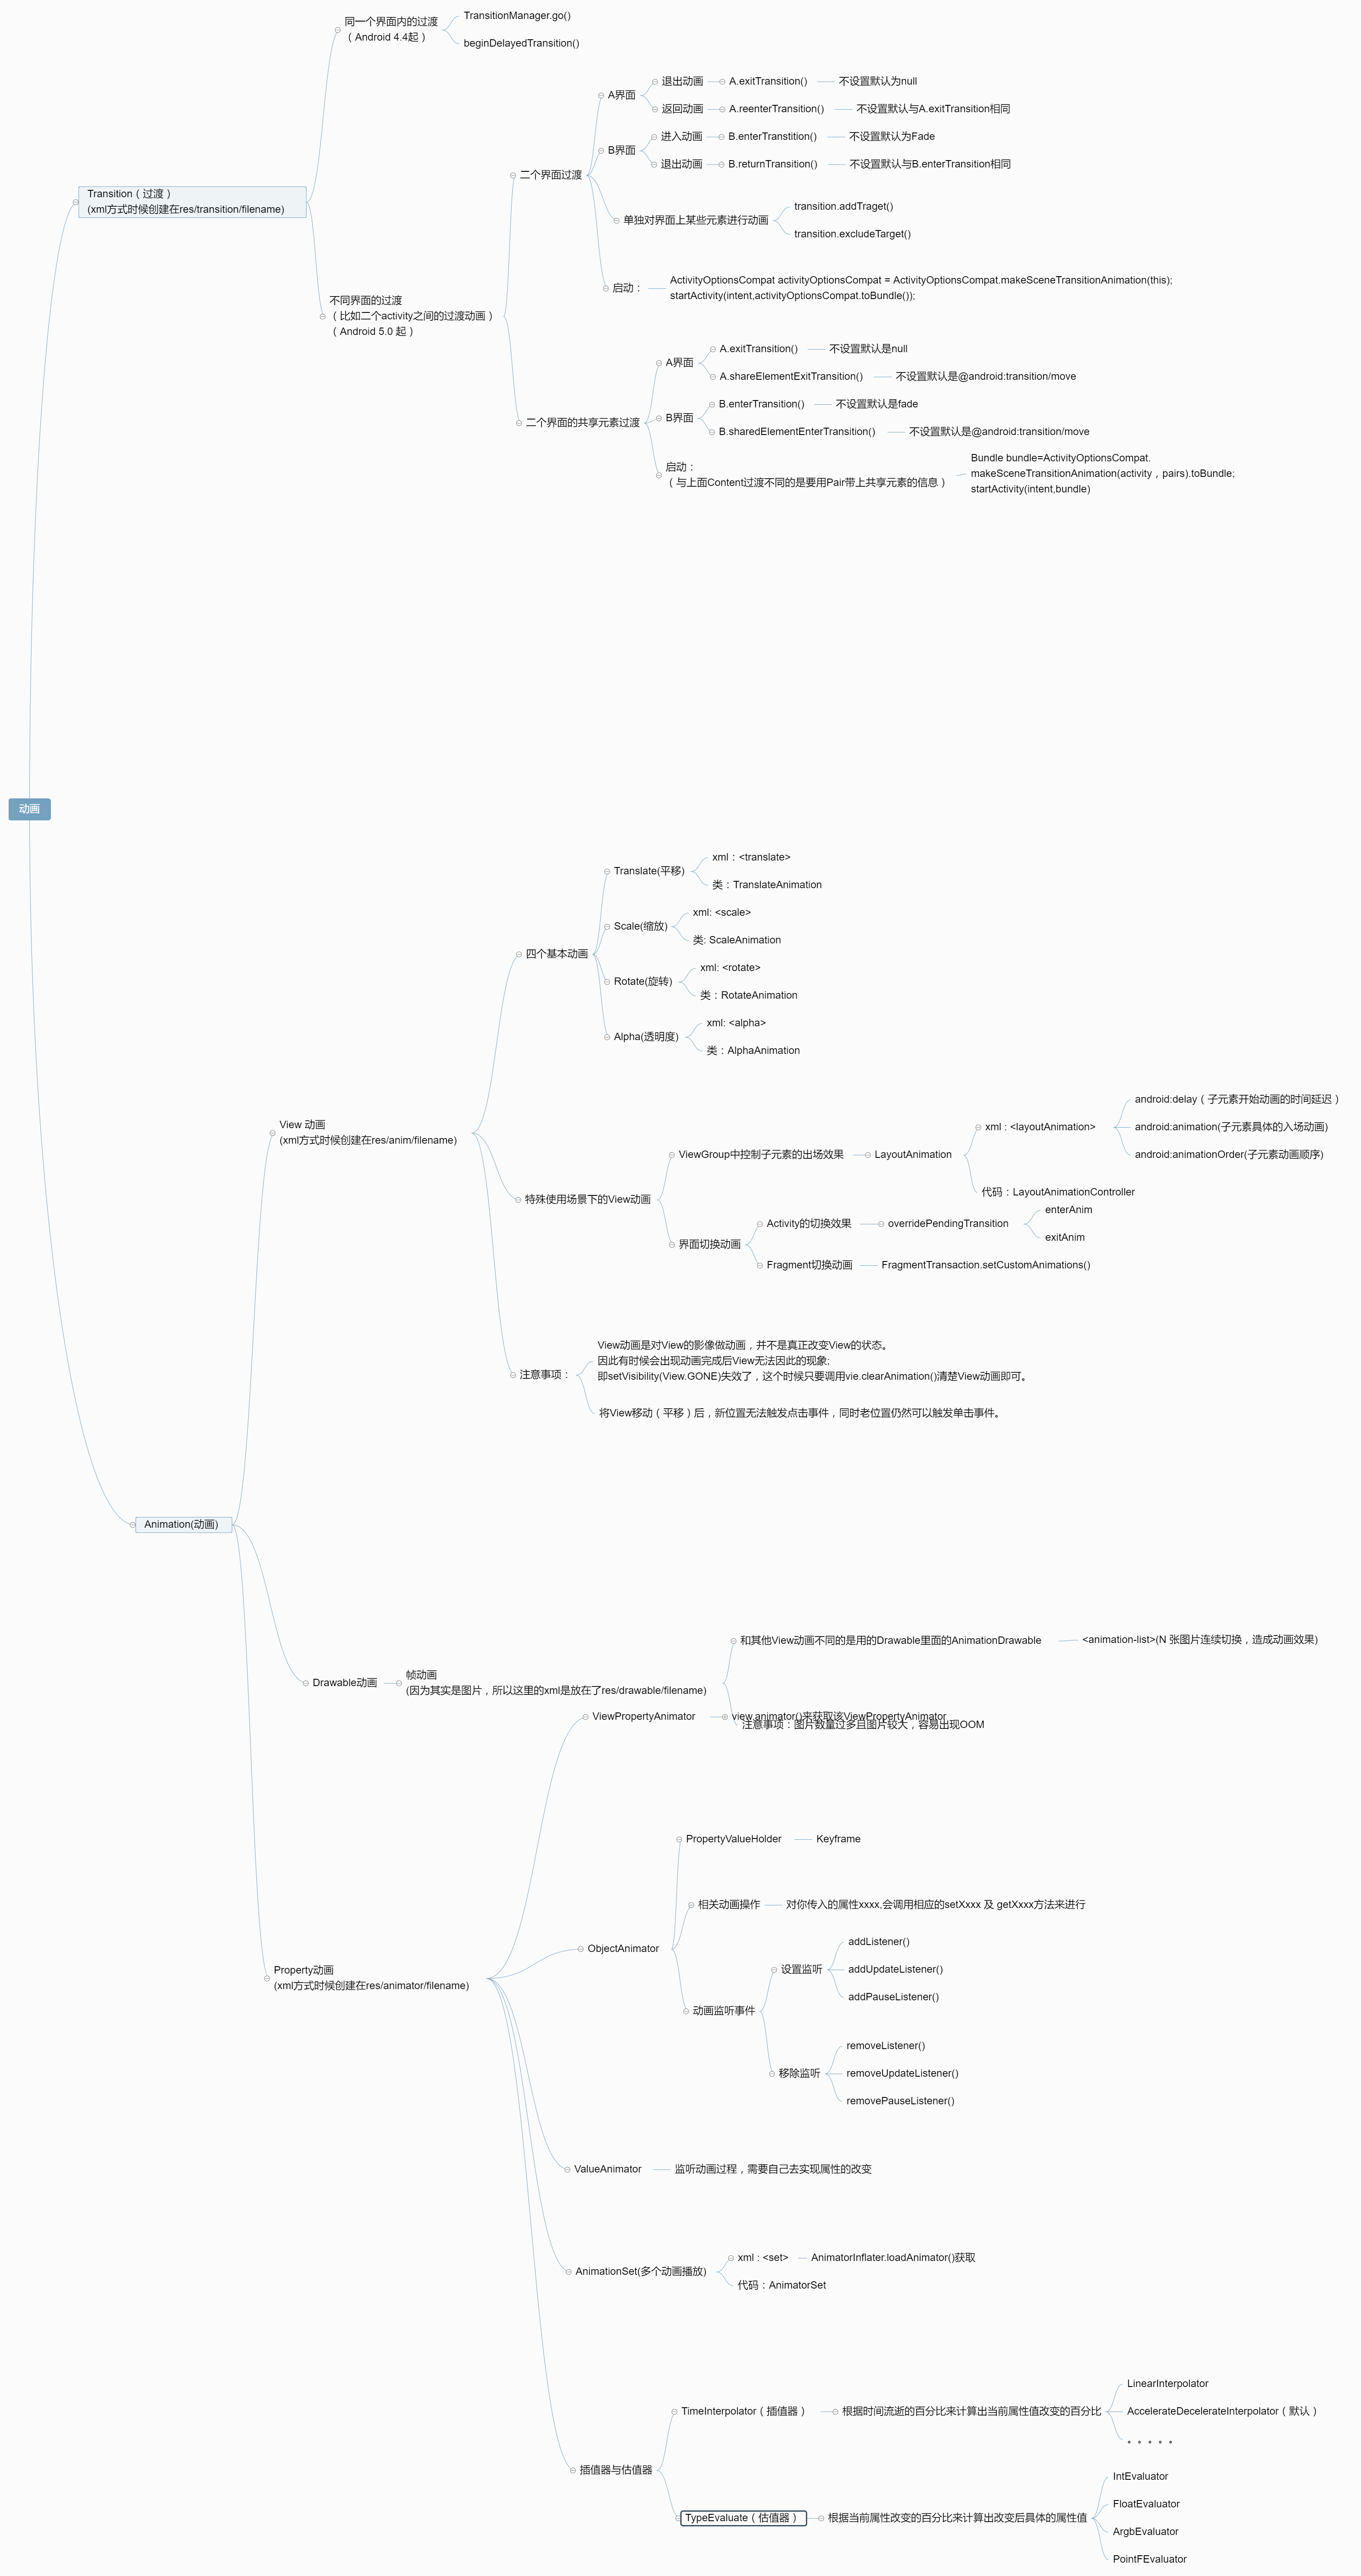 同一个界面内的过渡
（Android 4.4起）
TransitionManager.go()
beginDelayedTransition()
Transition（过渡）
(xml方式时候创建在res/transition/filename)
不同界面的过渡
（比如二个activity之间的过渡动画）
（Android 5.0 起）
二个界面过渡
A界面
退出动画
A.exitTransition()
不设置默认为null
返回动画
A.reenterTransition()
不设置默认与A.exitTransition相同
B界面
进入动画
B.enterTranstition()
不设置默认为Fade
退出动画
B.returnTransition()
不设置默认与B.enterTransition相同
单独对界面上某些元素进行动画
transition.addTraget()
transition.excludeTarget()
启动：
ActivityOptionsCompat activityOptionsCompat = ActivityOptionsCompat.makeSceneTransitionAnimation(this);
startActivity(intent,activityOptionsCompat.toBundle());
二个界面的共享元素过渡
A界面
A.exitTransition()
不设置默认是null
A.shareElementExitTransition()
不设置默认是@android:transition/move
B界面
B.enterTransition()
不设置默认是fade
B.sharedElementEnterTransition()
不设置默认是@android:transition/move
启动：
（与上面Content过渡不同的是要用Pair带上共享元素的信息）
Bundle bundle=ActivityOptionsCompat.
makeSceneTransitionAnimation(activity，pairs).toBundle;
startActivity(intent,bundle)
动画
Animation(动画)
View 动画
(xml方式时候创建在res/anim/filename)
四个基本动画
Translate(平移)
xml：<translate>
类：TranslateAnimation
Scale(缩放)
xml: <scale>
类: ScaleAnimation
Rotate(旋转)
xml: <rotate>
类：RotateAnimation
Alpha(透明度)
xml: <alpha>
类：AlphaAnimation
特殊使用场景下的View动画
ViewGroup中控制子元素的出场效果
LayoutAnimation
xml : <layoutAnimation>
android:delay（子元素开始动画的时间延迟）
android:animation(子元素具体的入场动画)
android:animationOrder(子元素动画顺序)
代码：LayoutAnimationController
界面切换动画
Activity的切换效果
overridePendingTransition
enterAnim
exitAnim
Fragment切换动画
FragmentTransaction.setCustomAnimations()
注意事项：
View动画是对View的影像做动画，并不是真正改变View的状态。
因此有时候会出现动画完成后View无法因此的现象;
即setVisibility(View.GONE)失效了，这个时候只要调用vie.clearAnimation()清楚View动画即可。
将View移动（平移）后，新位置无法触发点击事件，同时老位置仍然可以触发单击事件。
Drawable动画
帧动画
(因为其实是图片，所以这里的xml是放在了res/drawable/filename)
和其他View动画不同的是用的Drawable里面的AnimationDrawable
<animation-list>(N 张图片连续切换，造成动画效果)
注意事项：图片数量过多且图片较大，容易出现OOM
Property动画
(xml方式时候创建在res/animator/filename)
ViewPropertyAnimator
view.animator()来获取该ViewPropertyAnimator
ObjectAnimator
PropertyValueHolder
Keyframe
相关动画操作
对你传入的属性xxxx,会调用相应的setXxxx 及 getXxxx方法来进行
动画监听事件
设置监听
addListener()
addUpdateListener()
addPauseListener()
移除监听
removeListener()
removeUpdateListener()
removePauseListener()
ValueAnimator
监听动画过程，需要自己去实现属性的改变
AnimationSet(多个动画播放)
xml : <set>
AnimatorInflater.loadAnimator()获取
代码：AnimatorSet
插值器与估值器
TimeInterpolator（插值器）
根据时间流逝的百分比来计算出当前属性值改变的百分比
LinearInterpolator
AccelerateDecelerateInterpolator（默认）
。。。。。
TypeEvaluate（估值器）
根据当前属性改变的百分比来计算出改变后具体的属性值
IntEvaluator
FloatEvaluator
ArgbEvaluator
PointFEvaluator